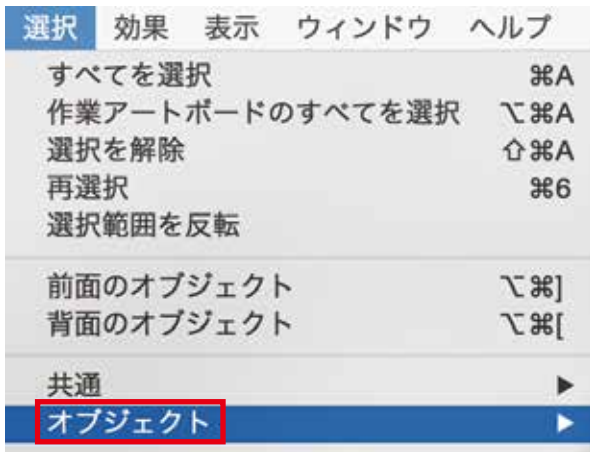 選択 効果 表示 ウィンドウ ヘルプ
すべてを選択 ⌘A
作業アートボードのすべてを選択 ⌥⌘A
選択を解除 ⇧⌘A
再選択 ⌘6
選択範囲を反転
前面のオブジェクト ⌥⌘]
背面のオブジェクト ⌥⌘[
共通 ▶
オブジェクト ▶